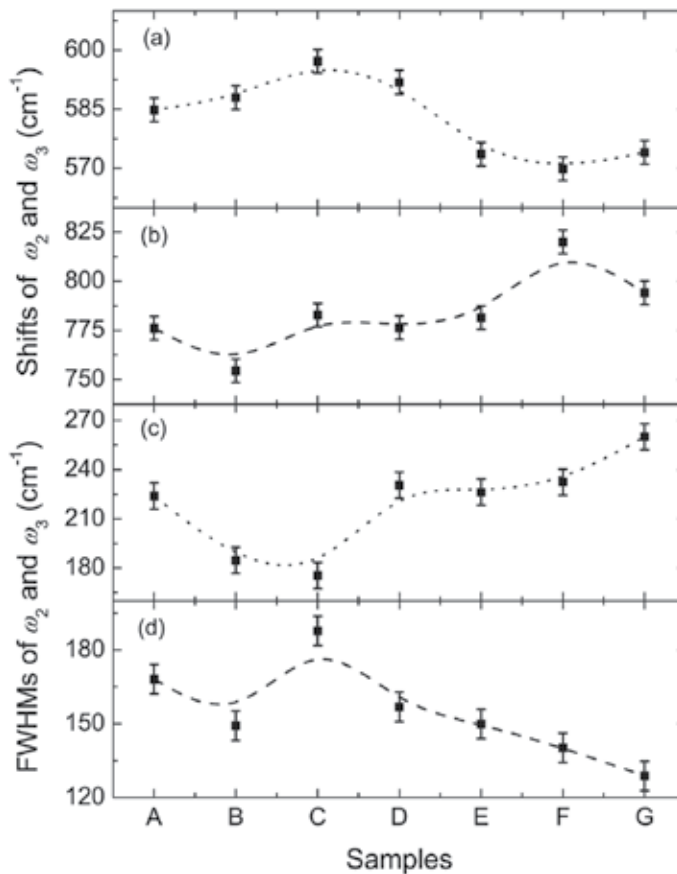 Shifts of ω₂ and ω₃ (cm⁻¹)
FWHMs of ω₂ and ω₃ (cm⁻¹)
(a)
600
585
570
(b)
825
800
775
750
(c)
270
240
210
180
(d)
180
150
120
A B C D E F G
Samples